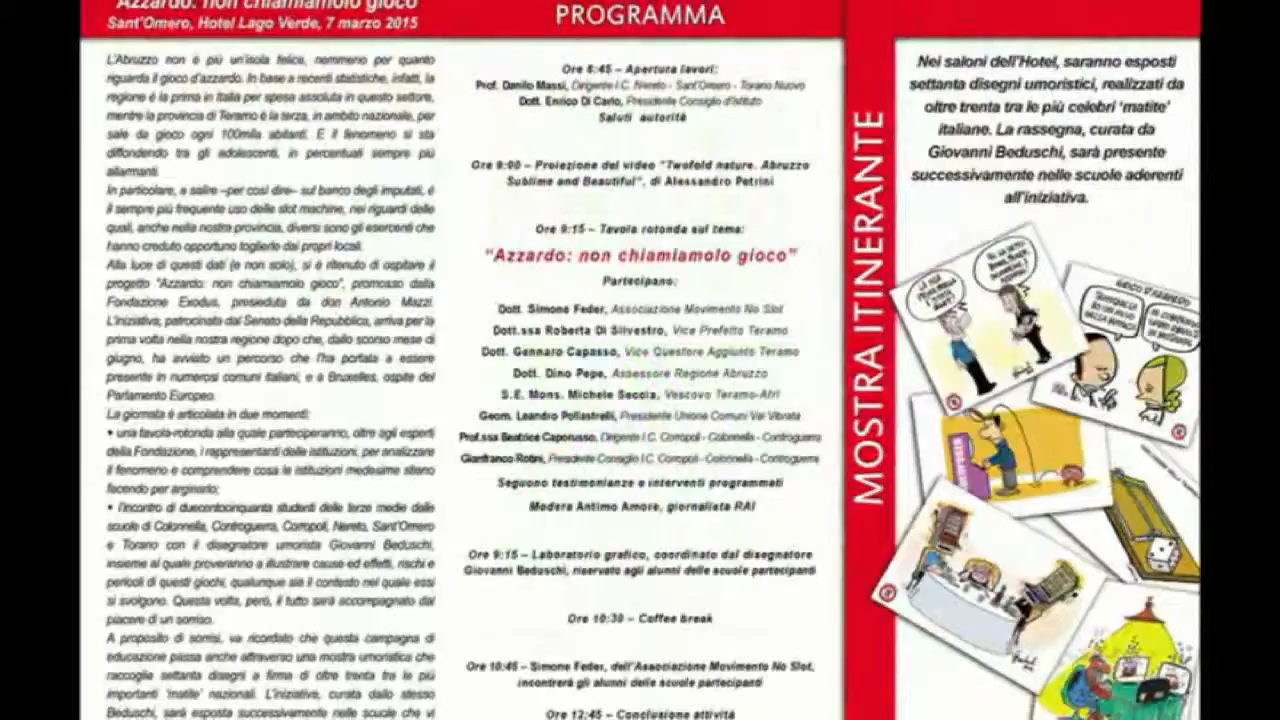 Azzardo: non chiamiamolo gioco
Sant'Omero, Hotel Lago Verde, 7 marzo 2015
L'Abruzzo non è più un'isola felice, nemmeno per quanto
riguarda il gioco d'azzardo. In base a recenti statistiche, infatti, la
regione è la prima in Italia per spesa assoluta in questo settore,
mentre la provincia di Teramo è la terza, in ambito nazionale, per
sale da gioco ogni 100mila abitanti. E il fenomeno si sta
diffondendo tra gli adolescenti, in percentuali sempre più
allarmanti.
In particolare, a salire –per così dire– sul banco degli imputati, è
il sempre più frequente uso delle slot machine, nei riguardi delle
quali, anche nella nostra provincia, diversi sono gli esercenti che
hanno creduto opportuno toglierle dai propri locali.
Alla luce di questi dati (e non solo), si è ritenuto di ospitare il
progetto "Azzardo: non chiamiamolo gioco", promosso dalla
Fondazione Exodus, presieduta da don Antonio Mazzi.
L'iniziativa, patrocinata dal Senato della Repubblica, arriva per la
prima volta nella nostra regione dopo che, dallo scorso mese di
giugno, ha avviato un percorso che l'ha portata a essere
presente in numerosi comuni italiani, e a Bruxelles, ospite del
Parlamento Europeo.
La giornata è articolata in due momenti:
• una tavola rotonda alla quale parteciperanno, oltre agli esperti
della Fondazione, i rappresentanti delle istituzioni, per analizzare
il fenomeno e comprendere cosa le istituzioni medesime stiano
facendo per arginarlo;
• l'incontro di duecentocinquanta studenti delle terze medie delle
scuole di Colonnella, Controguerra, Corropoli, Nereto, Sant'Omero
e Torano con il disegnatore umorista Giovanni Beduschi,
insieme al quale proveranno a illustrare cause ed effetti, rischi e
pericoli di questi giochi, qualunque sia il contesto nel quale essi
si svolgono. Questa volta, però, il tutto sarà accompagnato dal
piacere di un sorriso.
A proposito di sorrisi, va ricordato che questa campagna di
educazione passa anche attraverso una mostra umoristica che
raccoglie settanta disegni a firma di oltre trenta tra le più
importanti 'matite' nazionali. L'iniziativa, curata dallo stesso
Beduschi, sarà esposta successivamente nelle scuole che vi
PROGRAMMA
Ore 8:45 – Apertura lavori:
Prof. Danilo Massi, Dirigente I.C. Nereto - Sant'Omero - Torano Nuovo
Dott. Enrico Di Carlo, Presidente Consiglio d'Istituto
Saluti autorità
Ore 9:00 – Proiezione del video "Twofold nature. Abruzzo
Sublime and Beautiful", di Alessandro Petrini
Ore 9:15 – Tavola rotonda sul tema:
"Azzardo: non chiamiamolo gioco"
Partecipano:
Dott. Simone Feder, Associazione Movimento No Slot
Dott.ssa Roberta Di Silvestro, Vice Prefetto Teramo
Dott. Gennaro Capasso, Vice Questore Aggiunto Teramo
Dott. Dino Pepe, Assessore Regione Abruzzo
S.E. Mons. Michele Seccia, Vescovo Teramo-Atri
Geom. Leandro Pollastrelli, Presidente Unione Comuni Val Vibrata
Prof.ssa Beatrice Caporusso, Dirigente I.C. Corropoli - Colonnella - Controguerra
Gianfranco Rotini, Presidente Consiglio I.C. Corropoli - Colonnella - Controguerra
Seguono testimonianze e interventi programmati
Modera Antimo Amore, giornalista RAI
Ore 9:15 – Laboratorio grafico, coordinato dal disegnatore
Giovanni Beduschi, riservato agli alunni delle scuole partecipanti
Ore 10:30 – Coffee break
Ore 10:45 – Simone Feder, dell'Associazione Movimento No Slot,
incontrerà gli alunni delle scuole partecipanti
Ore 12:45 – Conclusione attività
MOSTRA ITINERANTE
Nei saloni dell'Hotel, saranno esposti
settanta disegni umoristici, realizzati da
oltre trenta tra le più celebri 'matite'
italiane. La rassegna, curata da
Giovanni Beduschi, sarà presente
successivamente nelle scuole aderenti
all'iniziativa.
GIOCO D'AZZARDO